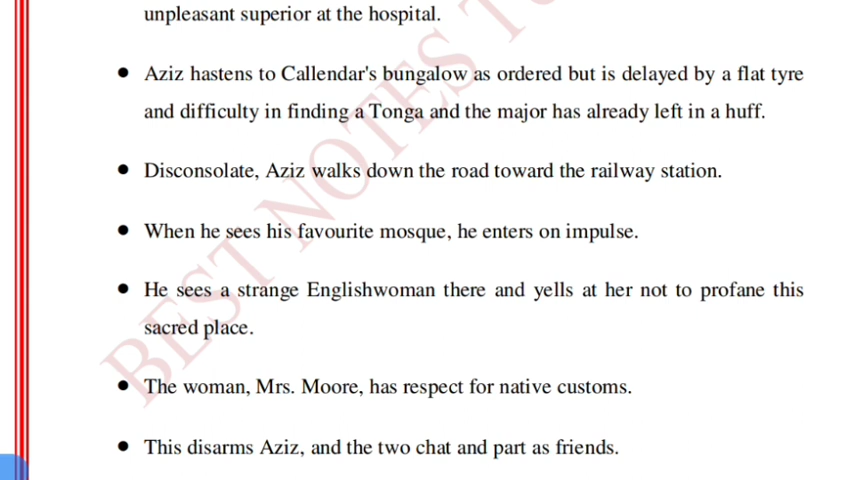 unpleasant superior at the hospital.
● Aziz hastens to Callendar's bungalow as ordered but is delayed by a flat tyre
and difficulty in finding a Tonga and the major has already left in a huff.
● Disconsolate, Aziz walks down the road toward the railway station.
● When he sees his favourite mosque, he enters on impulse.
● He sees a strange Englishwoman there and yells at her not to profane this
sacred place.
● The woman, Mrs. Moore, has respect for native customs.
● This disarms Aziz, and the two chat and part as friends.
BEST NOTES TO